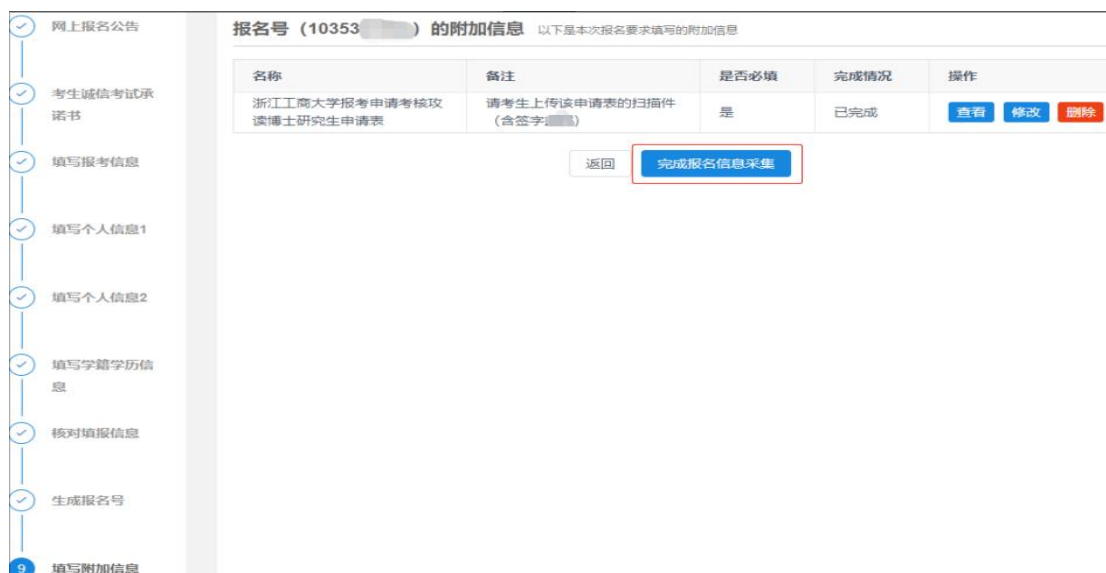 网上报名公告
考生诚信考试承
诺书
填写报考信息
填写个人信息1
填写个人信息2
填写学籍学历信
息
核对填报信息
生成报名号
9 填写附加信息
报名号（10353 ）的附加信息 以下是本次报名要求填写的附加信息
名称 备注 是否必填 完成情况 操作
浙江工商大学报考申请考核攻 请考生上传该申请表的扫描件 是 已完成 查看 修改 删除
读博士研究生申请表 （含签字 ）
返回 完成报名信息采集